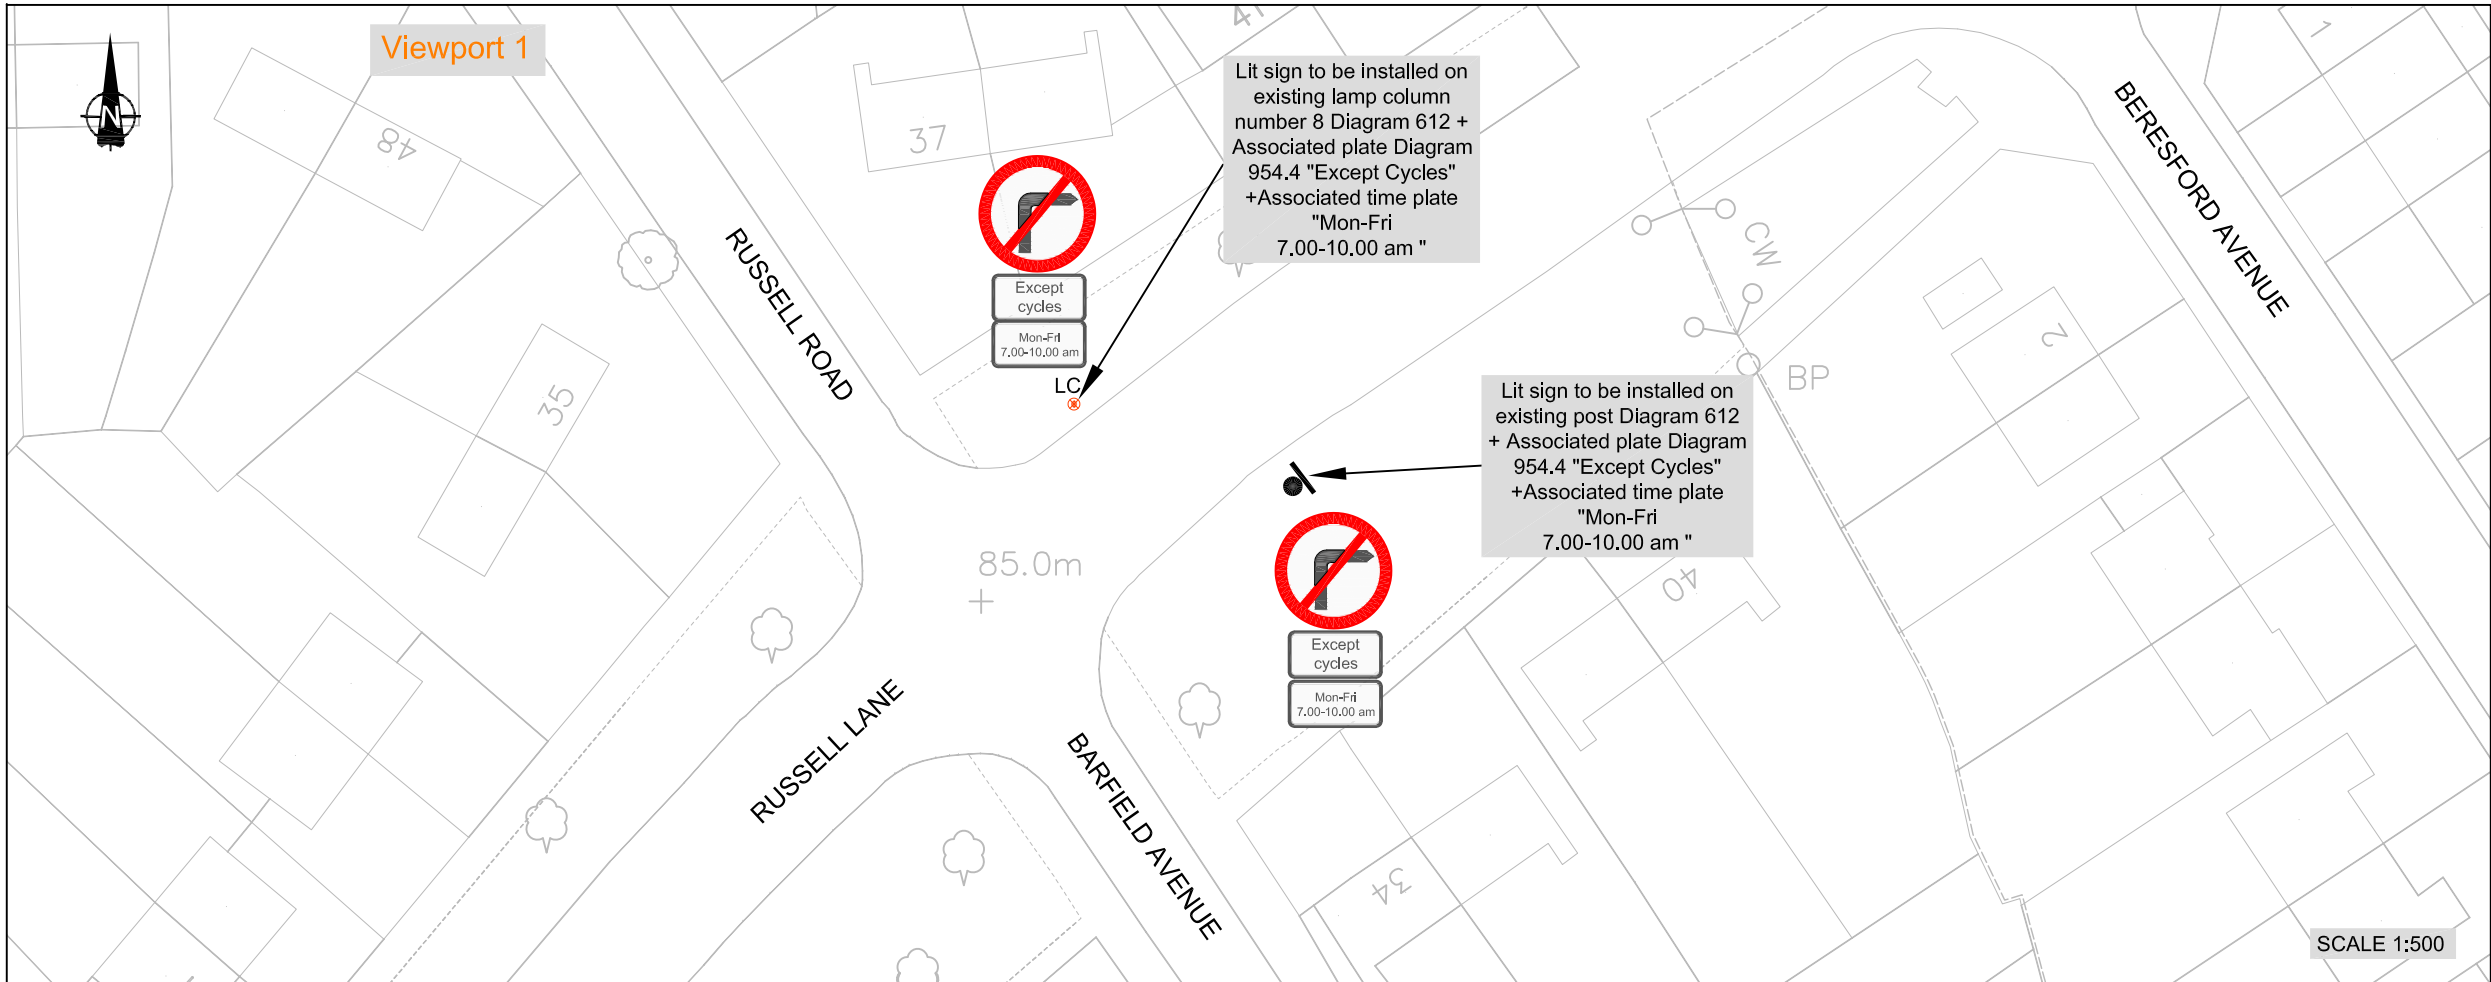 Viewport 1
N
48
37
41
1
Lit sign to be installed on
existing lamp column
number 8 Diagram 612 +
Associated plate Diagram
954.4 "Except Cycles"
+Associated time plate
"Mon-Fri
7.00-10.00 am "
BERESFORD AVENUE
RUSSELL ROAD
CW
Except
cycles
Mon-Fri
7.00-10.00 am
LC
2
BP
35
Lit sign to be installed on
existing post Diagram 612
+ Associated plate Diagram
954.4 "Except Cycles"
+Associated time plate
"Mon-Fri
7.00-10.00 am "
85.0m
40
Except
cycles
Mon-Fri
7.00-10.00 am
RUSSELL LANE
BARFIELD AVENUE
34
SCALE 1:500